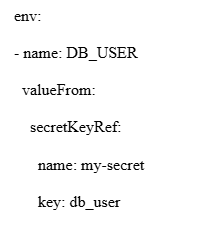 env:
- name: DB_USER
valueFrom:
secretKeyRef:
name: my-secret
key: db_user